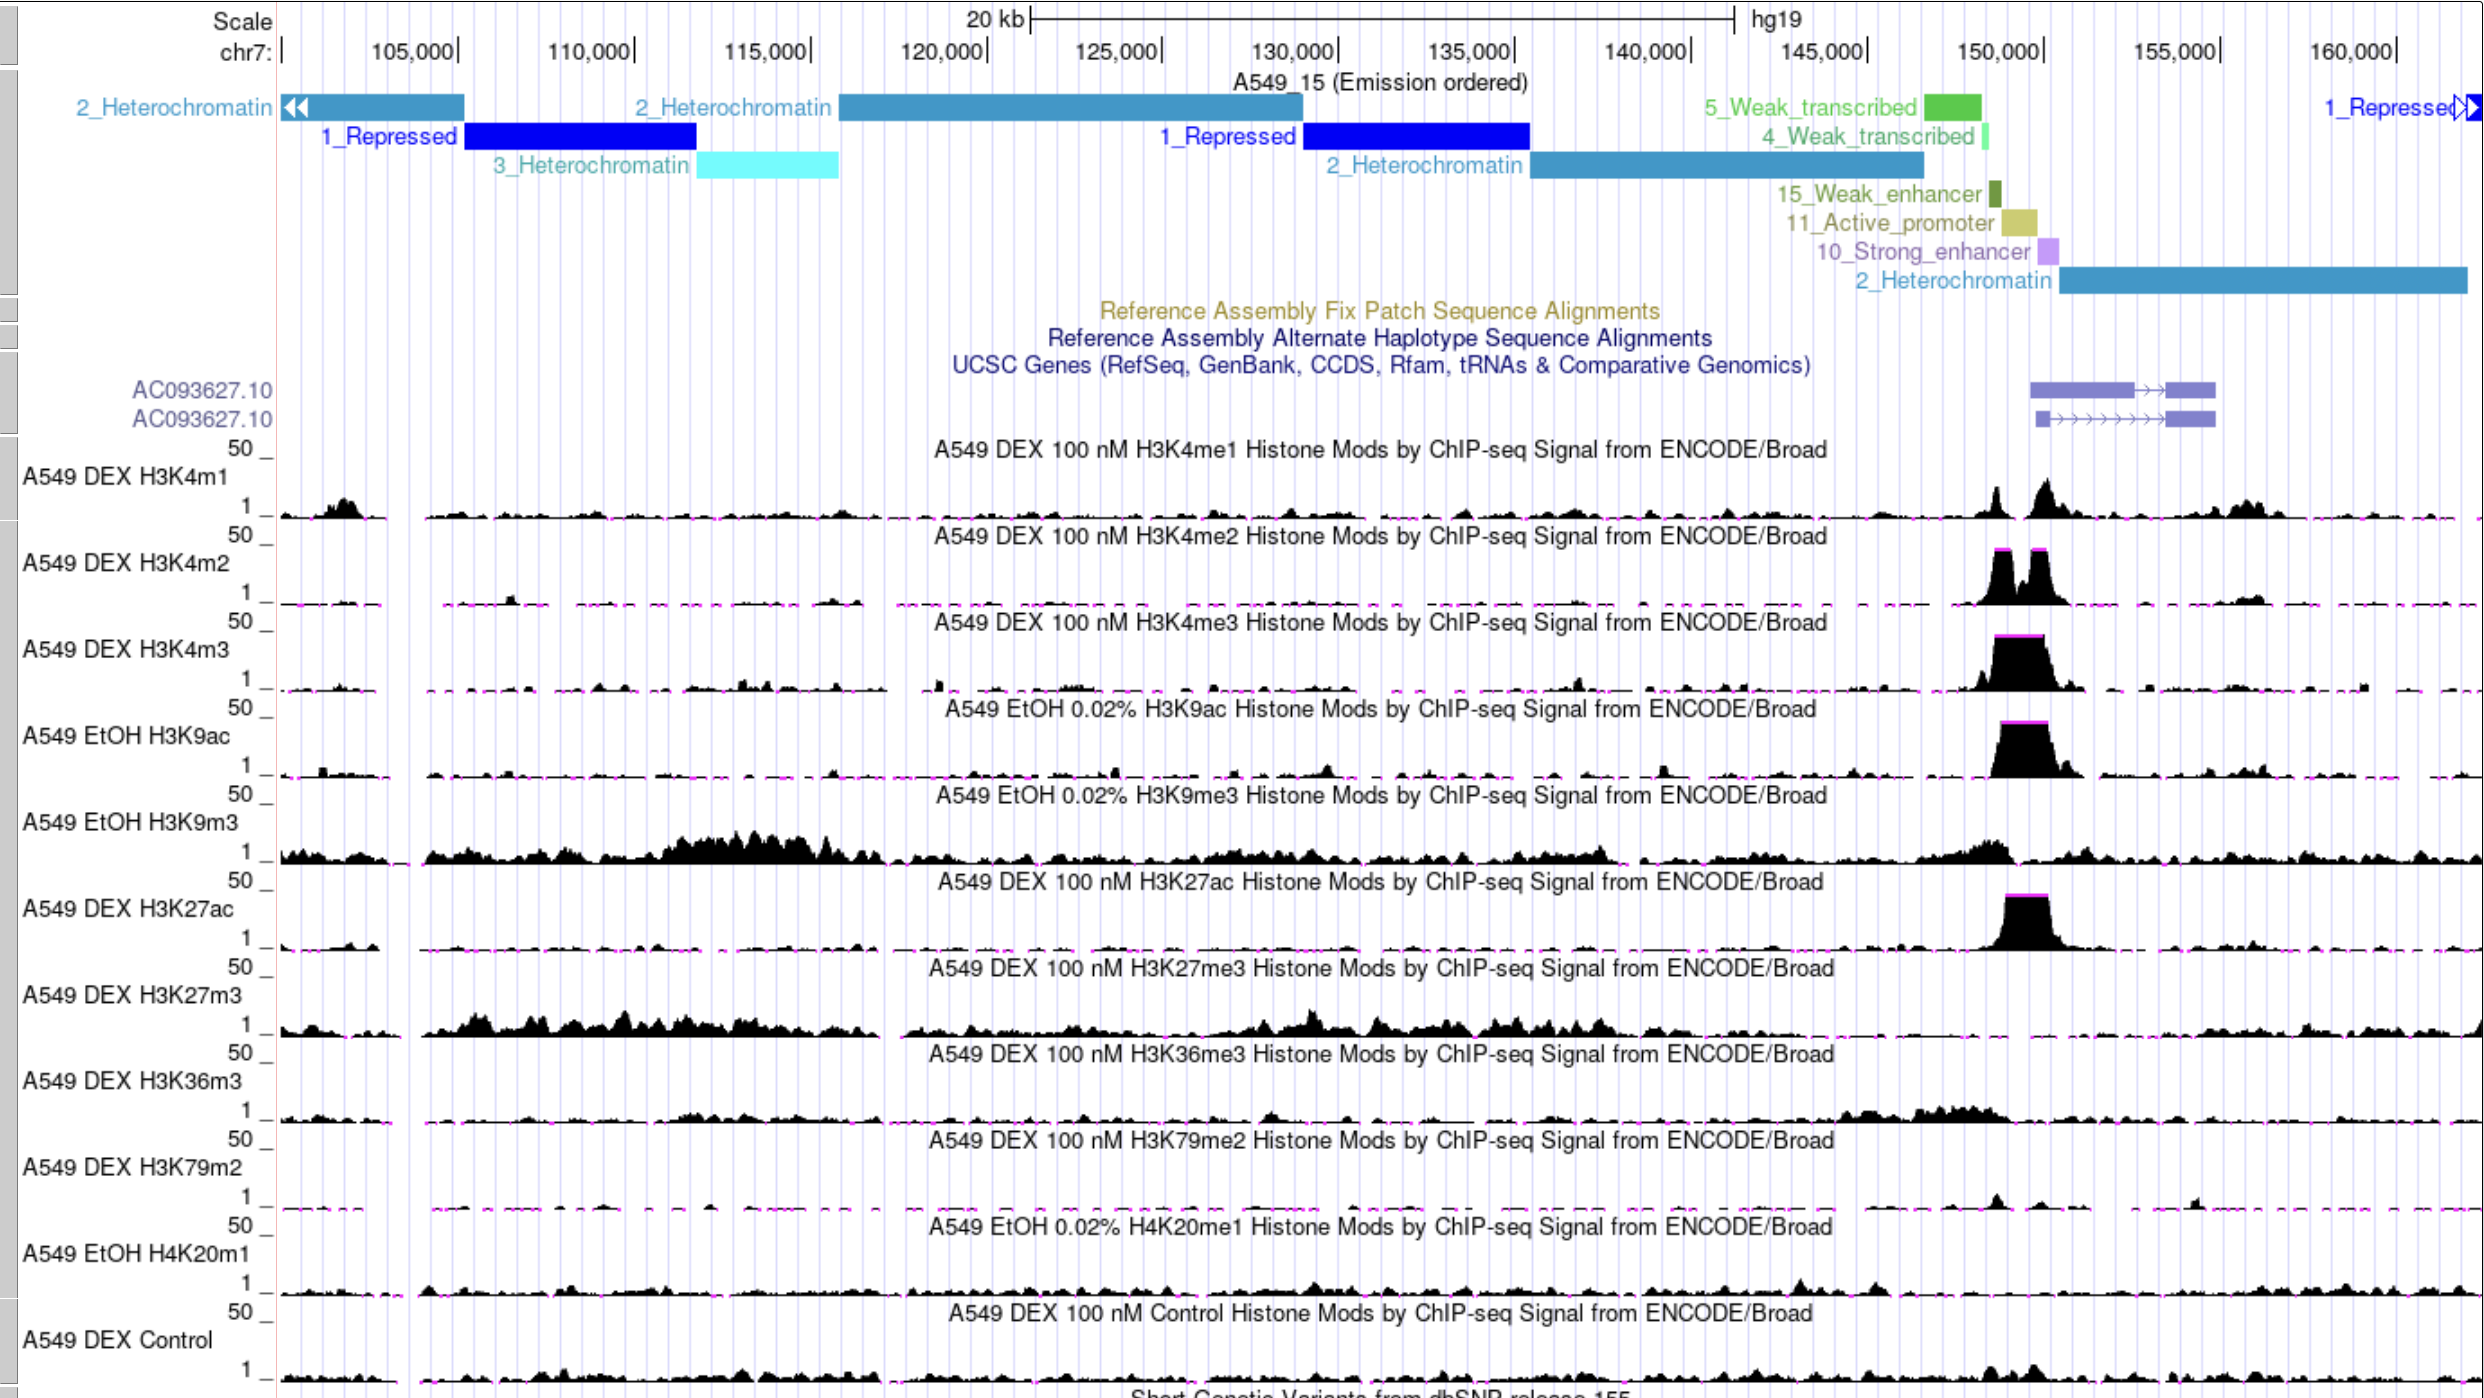 Scale 20 kb hg19
chr7: 105,000 110,000 115,000 120,000 125,000 130,000 135,000 140,000 145,000 150,000 155,000 160,000
A549_15 (Emission ordered)
2_Heterochromatin 2_Heterochromatin 5_Weak_transcribed 1_Repressed
1_Repressed 1_Repressed 4_Weak_transcribed
3_Heterochromatin 2_Heterochromatin
15_Weak_enhancer
11_Active_promoter
10_Strong_enhancer
2_Heterochromatin
Reference Assembly Fix Patch Sequence Alignments
Reference Assembly Alternate Haplotype Sequence Alignments
UCSC Genes (RefSeq, GenBank, CCDS, Rfam, tRNAs & Comparative Genomics)
AC093627.10
AC093627.10
50 _ A549 DEX 100 nM H3K4me1 Histone Mods by ChIP-seq Signal from ENCODE/Broad
A549 DEX H3K4m1
1 _
50 _ A549 DEX 100 nM H3K4me2 Histone Mods by ChIP-seq Signal from ENCODE/Broad
A549 DEX H3K4m2
1 _
50 _ A549 DEX 100 nM H3K4me3 Histone Mods by ChIP-seq Signal from ENCODE/Broad
A549 DEX H3K4m3
1 _
50 _ A549 EtOH 0.02% H3K9ac Histone Mods by ChIP-seq Signal from ENCODE/Broad
A549 EtOH H3K9ac
1 _
50 _ A549 EtOH 0.02% H3K9me3 Histone Mods by ChIP-seq Signal from ENCODE/Broad
A549 EtOH H3K9m3
1 _
50 _ A549 DEX 100 nM H3K27ac Histone Mods by ChIP-seq Signal from ENCODE/Broad
A549 DEX H3K27ac
1 _
50 _ A549 DEX 100 nM H3K27me3 Histone Mods by ChIP-seq Signal from ENCODE/Broad
A549 DEX H3K27m3
1 _
50 _ A549 DEX 100 nM H3K36me3 Histone Mods by ChIP-seq Signal from ENCODE/Broad
A549 DEX H3K36m3
1 _
50 _ A549 DEX 100 nM H3K79me2 Histone Mods by ChIP-seq Signal from ENCODE/Broad
A549 DEX H3K79m2
1 _
50 _ A549 EtOH 0.02% H4K20me1 Histone Mods by ChIP-seq Signal from ENCODE/Broad
A549 EtOH H4K20m1
1 _
50 _ A549 DEX 100 nM Control Histone Mods by ChIP-seq Signal from ENCODE/Broad
A549 DEX Control
1 _
Short Genetic Variants from dbSNP release 155